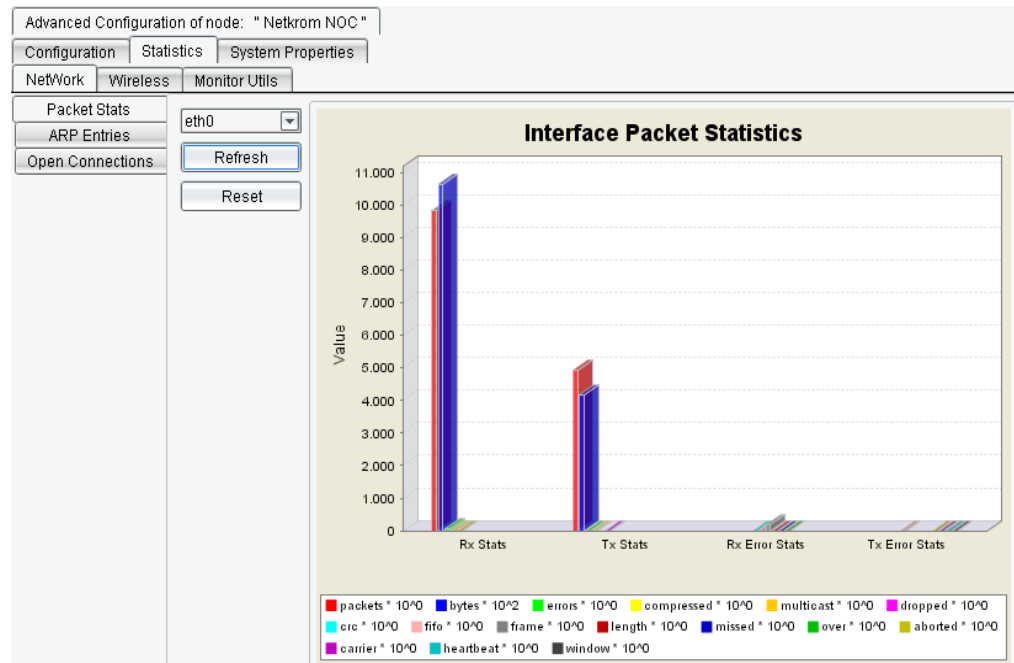 Advanced Configuration of node:  " Netkrom NOC "
Configuration Statistics System Properties
NetWork Wireless Monitor Utils
Packet Stats
ARP Entries
Open Connections
eth0
Refresh
Reset
Interface Packet Statistics
Value
11.000
10.000
9.000
8.000
7.000
6.000
5.000
4.000
3.000
2.000
1.000
0
Rx Stats Tx Stats Rx Error Stats Tx Error Stats
packets * 10^0 bytes * 10^2 errors * 10^0 compressed * 10^0 multicast * 10^0 dropped * 10^0
crc * 10^0 fifo * 10^0 frame * 10^0 length * 10^0 missed * 10^0 over * 10^0 aborted * 10^0
carrier * 10^0 heartbeat * 10^0 window * 10^0